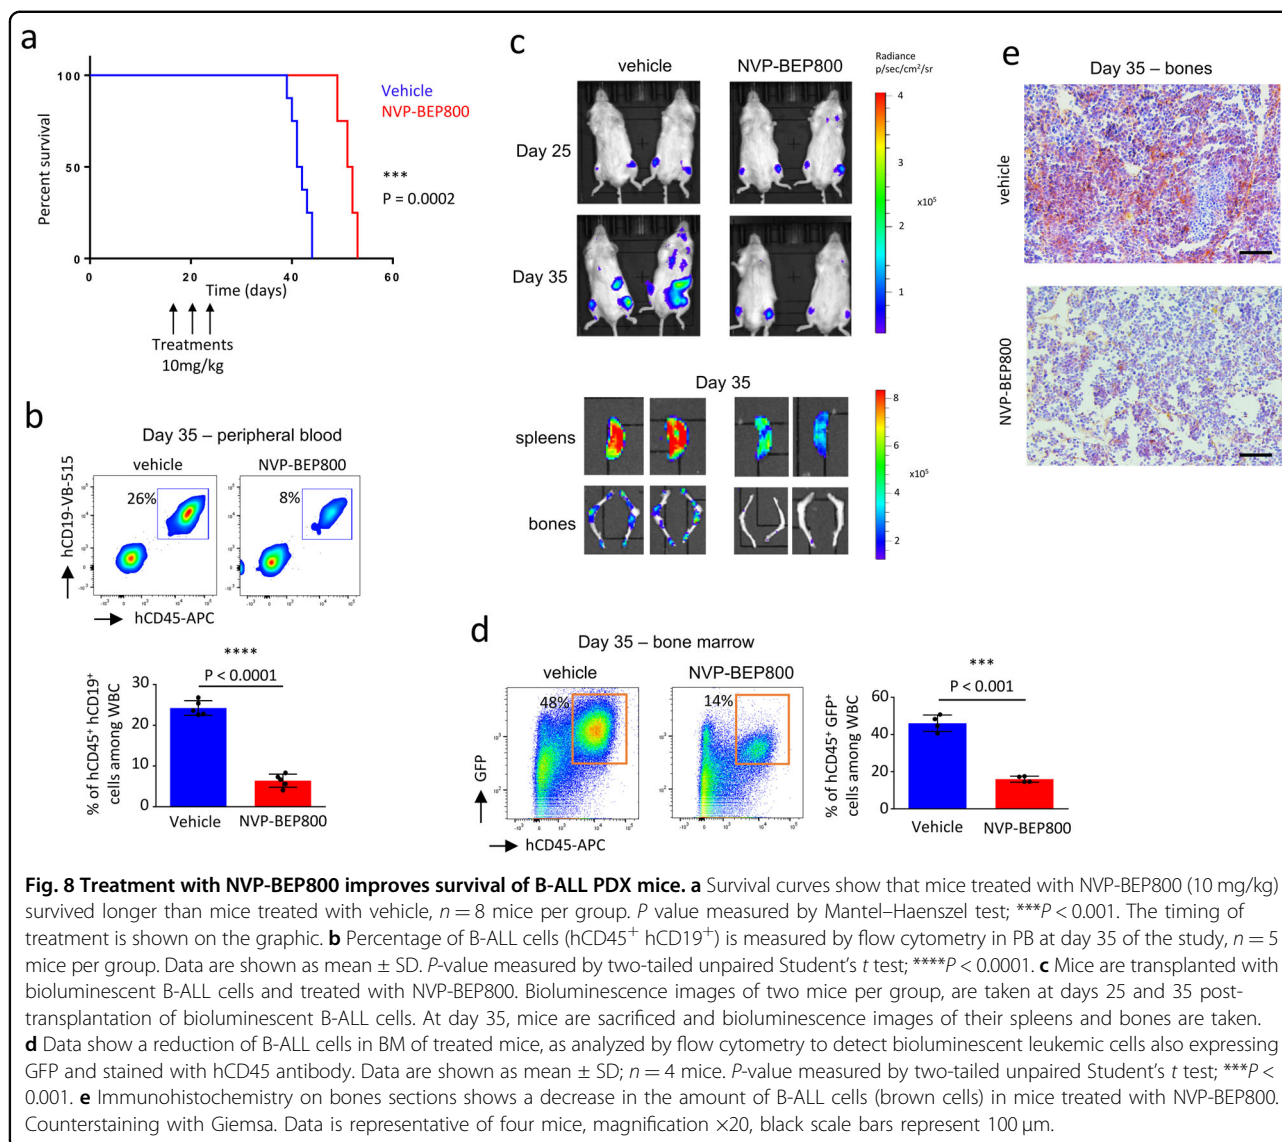 a
100
50
0
Percent survival
Vehicle
NVP-BEP800
***
P = 0.0002
0
20
40
60
Time (days)
Treatments
10mg/kg
b
Day 35 – peripheral blood
vehicle
NVP-BEP800
26%
8%
hCD19-VB-515
hCD45-APC
****
P < 0.0001
% of hCD45+ hCD19+
cells among WBC
30
20
10
0
Vehicle
NVP-BEP800
c
vehicle
NVP-BEP800
Day 25
Day 35
Radiance
p/sec/cm²/sr
4
3
2
x10⁵
1
Day 35
spleens
bones
8
6
x10⁵
4
2
d
Day 35 – bone marrow
vehicle
NVP-BEP800
48%
14%
GFP
hCD45-APC
***
P < 0.001
% of hCD45+ GFP+
cells among WBC
60
40
20
0
Vehicle
NVP-BEP800
e
Day 35 – bones
vehicle
NVP-BEP800
Fig. 8 Treatment with NVP-BEP800 improves survival of B-ALL PDX mice. a Survival curves show that mice treated with NVP-BEP800 (10 mg/kg)
survived longer than mice treated with vehicle, n = 8 mice per group. P value measured by Mantel–Haenszel test; ***P < 0.001. The timing of
treatment is shown on the graphic. b Percentage of B-ALL cells (hCD45+ hCD19+) is measured by flow cytometry in PB at day 35 of the study, n = 5
mice per group. Data are shown as mean ± SD. P-value measured by two-tailed unpaired Student’s t test; ****P < 0.0001. c Mice are transplanted with
bioluminescent B-ALL cells and treated with NVP-BEP800. Bioluminescence images of two mice per group, are taken at days 25 and 35 post-
transplantation of bioluminescent B-ALL cells. At day 35, mice are sacrificed and bioluminescence images of their spleens and bones are taken.
d Data show a reduction of B-ALL cells in BM of treated mice, as analyzed by flow cytometry to detect bioluminescent leukemic cells also expressing
GFP and stained with hCD45 antibody. Data are shown as mean ± SD; n = 4 mice. P-value measured by two-tailed unpaired Student’s t test; ***P <
0.001. e Immunohistochemistry on bones sections shows a decrease in the amount of B-ALL cells (brown cells) in mice treated with NVP-BEP800.
Counterstaining with Giemsa. Data is representative of four mice, magnification ×20, black scale bars represent 100 µm.